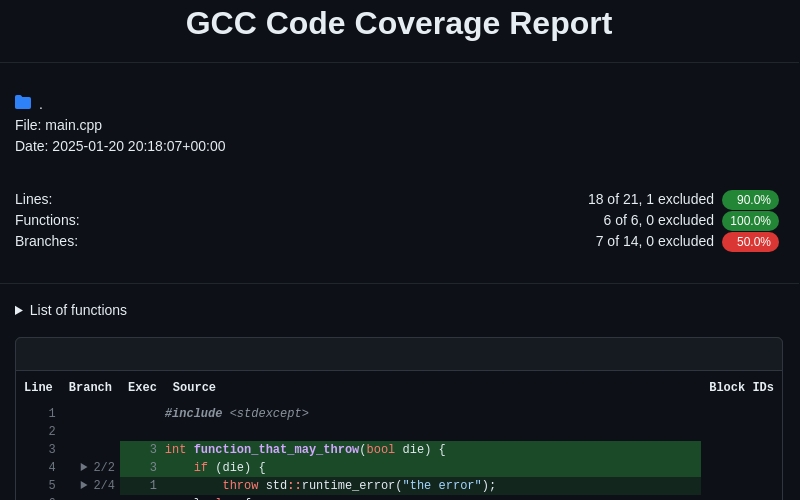 GCC Code Coverage Report
.
File: main.cpp
Date: 2025-01-20 20:18:07+00:00
Lines: 18 of 21, 1 excluded 90.0%
Functions: 6 of 6, 0 excluded 100.0%
Branches: 7 of 14, 0 excluded 50.0%
List of functions
Line Branch Exec Source Block IDs
1 #include <stdexcept>
2
3 3 int function_that_may_throw(bool die) {
4 2/2 3 if (die) {
5 2/4 1 throw std::runtime_error("the error");